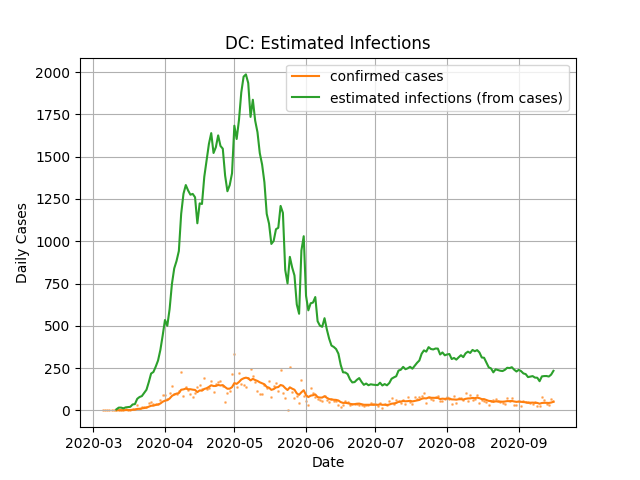 DC: Estimated Infections
confirmed cases
estimated infections (from cases)
Daily Cases
2000
1750
1500
1250
1000
750
500
250
0
2020-03 2020-04 2020-05 2020-06 2020-07 2020-08 2020-09
Date